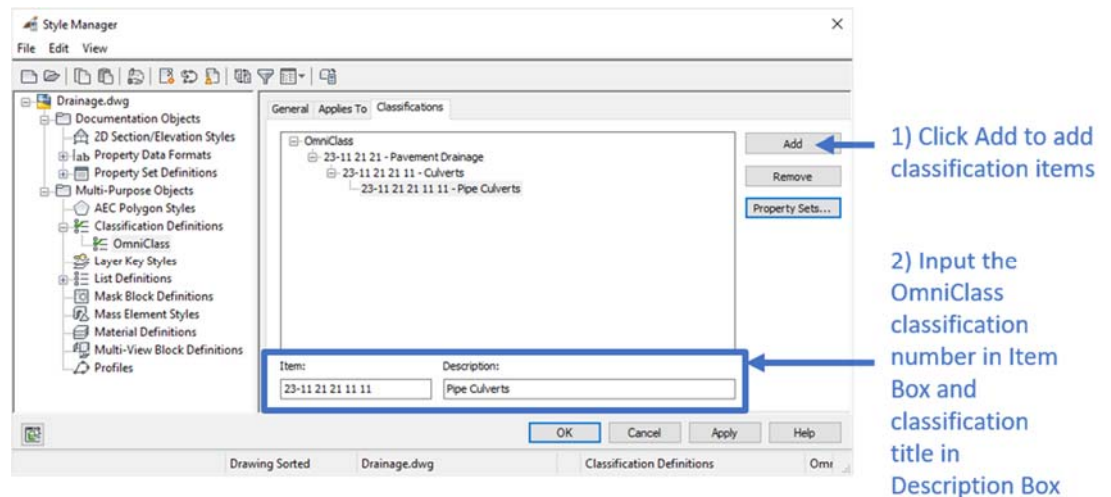 Style Manager
File Edit View
Drainage.dwg
Documentation Objects
2D Section/Elevation Styles
Property Data Formats
Property Set Definitions
Multi-Purpose Objects
AEC Polygon Styles
Classification Definitions
OmniClass
Layer Key Styles
List Definitions
Mask Block Definitions
Mass Element Styles
Material Definitions
Multi-View Block Definitions
Profiles
General Applies To Classifications
OmniClass
23-11 21 21 - Pavement Drainage
23-11 21 21 11 - Culverts
23-11 21 21 11 11 - Pipe Culverts
Add
Remove
Property Sets...
Item: Description:
23-11 21 21 11 11 Pipe Culverts
OK Cancel Apply Help
Drawing Sorted Drainage.dwg Classification Definitions
1) Click Add to add
classification items
2) Input the
OmniClass
classification
number in Item
Box and
classification
title in
Description Box